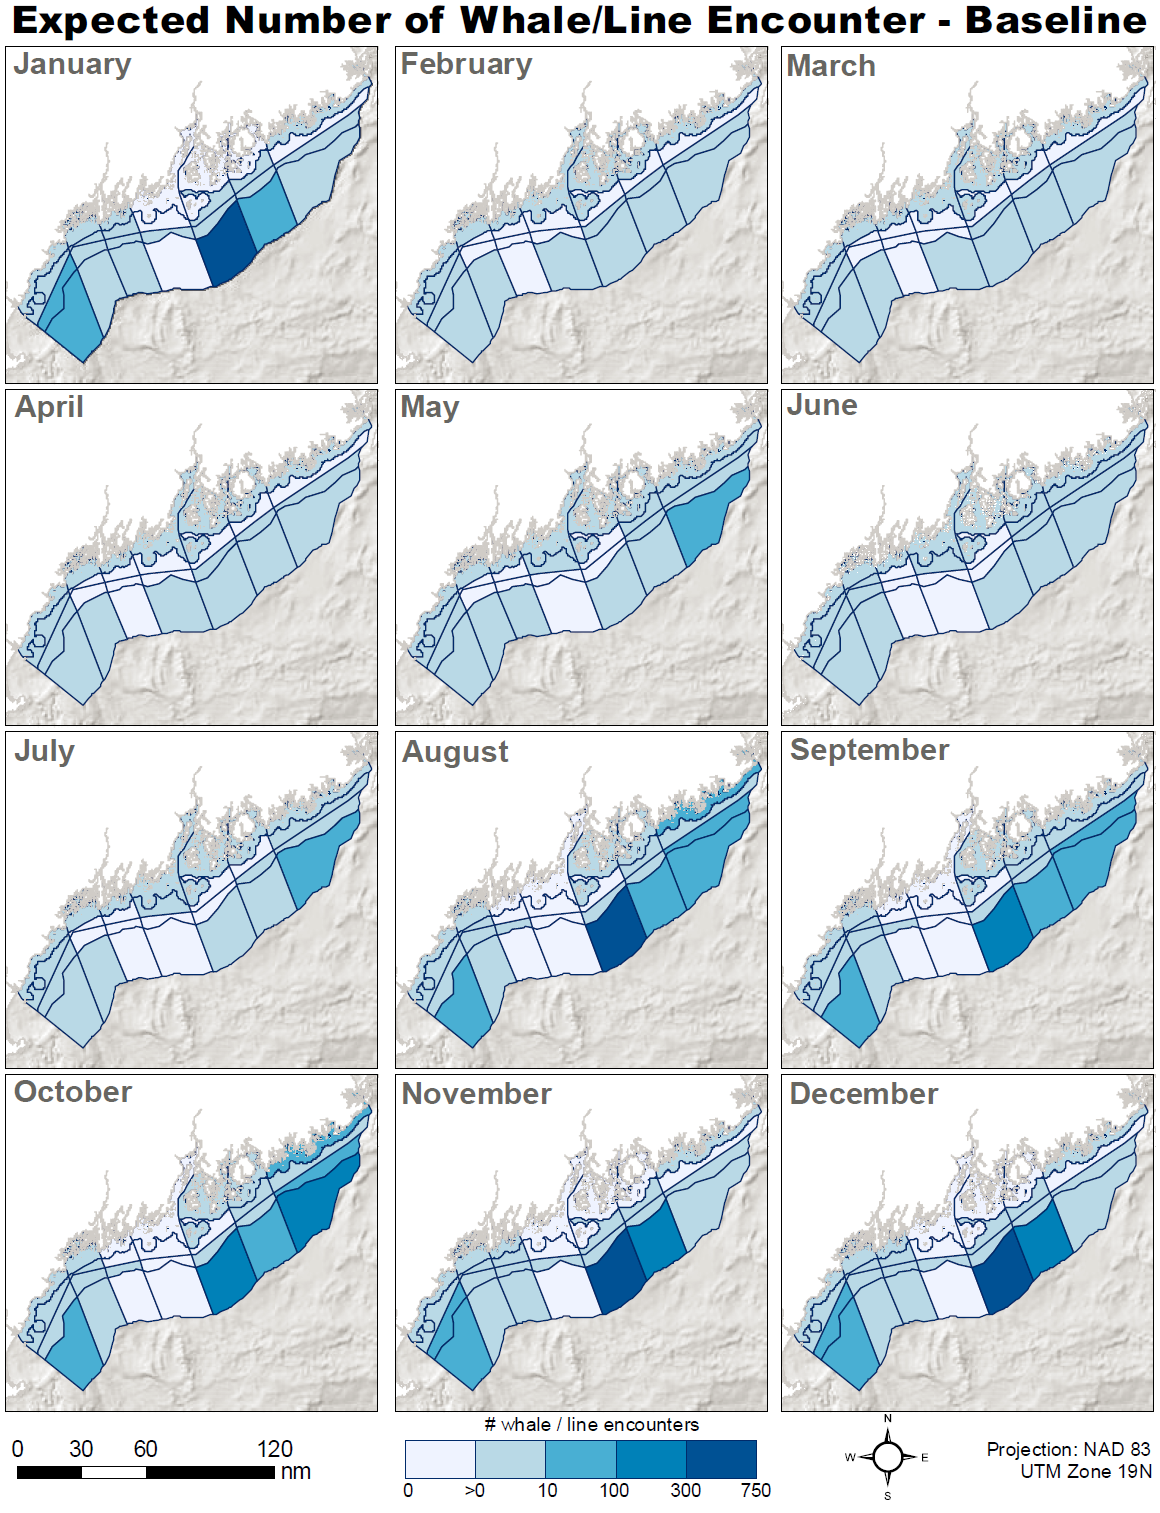 Expected Number of Whale/Line Encounter - Baseline
January
February
March
April
May
June
July
August
September
October
November
December
0 30 60 120
nm
# whale / line encounters
0 >0 10 100 300 750
N
W E
S
Projection: NAD 83
UTM Zone 19N